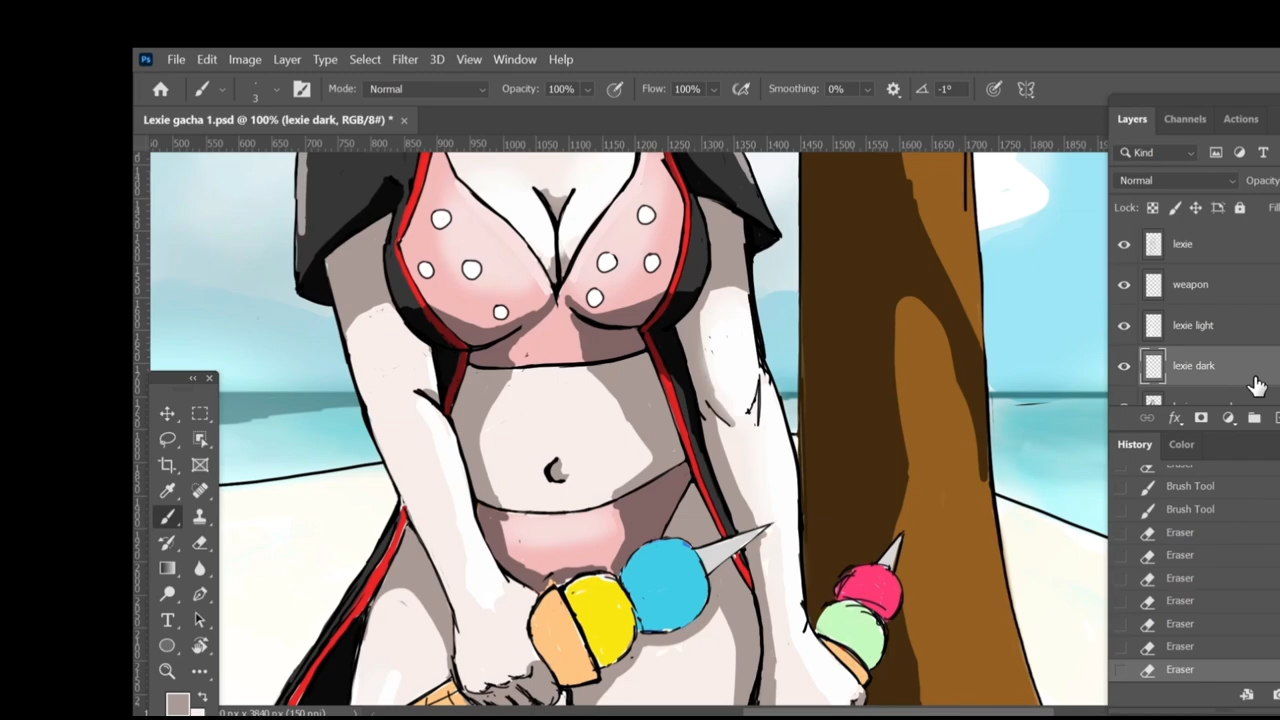 Ps File Edit Image Layer Type Select Filter 3D View Window Help
3 Mode: Normal Opacity: 100% Flow: 100% Smoothing: 0% -1°
Lexie gacha 1.psd @ 100% (lexie dark, RGB/8#) * ×
500 550 600 650 700 750 800 850 900 950 1000 1050 1100 1150 1200 1250 1300 1350 1400 1450 1500 1550 1600 1650 1700 1750 1800 1850
Layers Channels Actions
Kind
Normal Opacity
Lock:
lexie
weapon
lexie light
lexie dark
fx
History Color
Eraser
Brush Tool
Brush Tool
Eraser
Eraser
Eraser
Eraser
Eraser
Eraser
Eraser